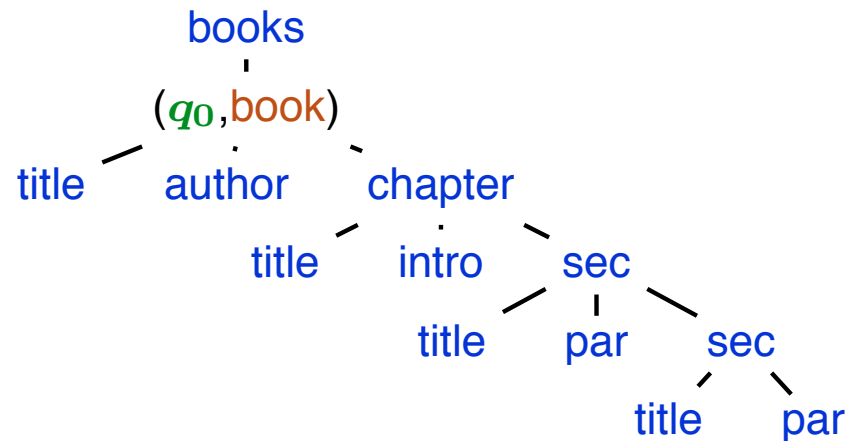 books
(q₀,book)
title author chapter
title intro sec
title par sec
title par